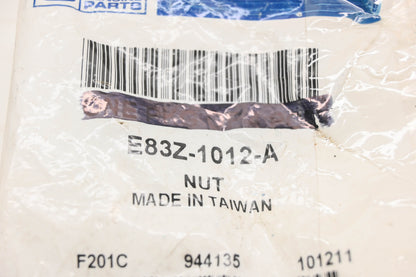 PARTS
E83Z-1012-A
NUT
MADE IN TAIWAN
F201C 944135 101211